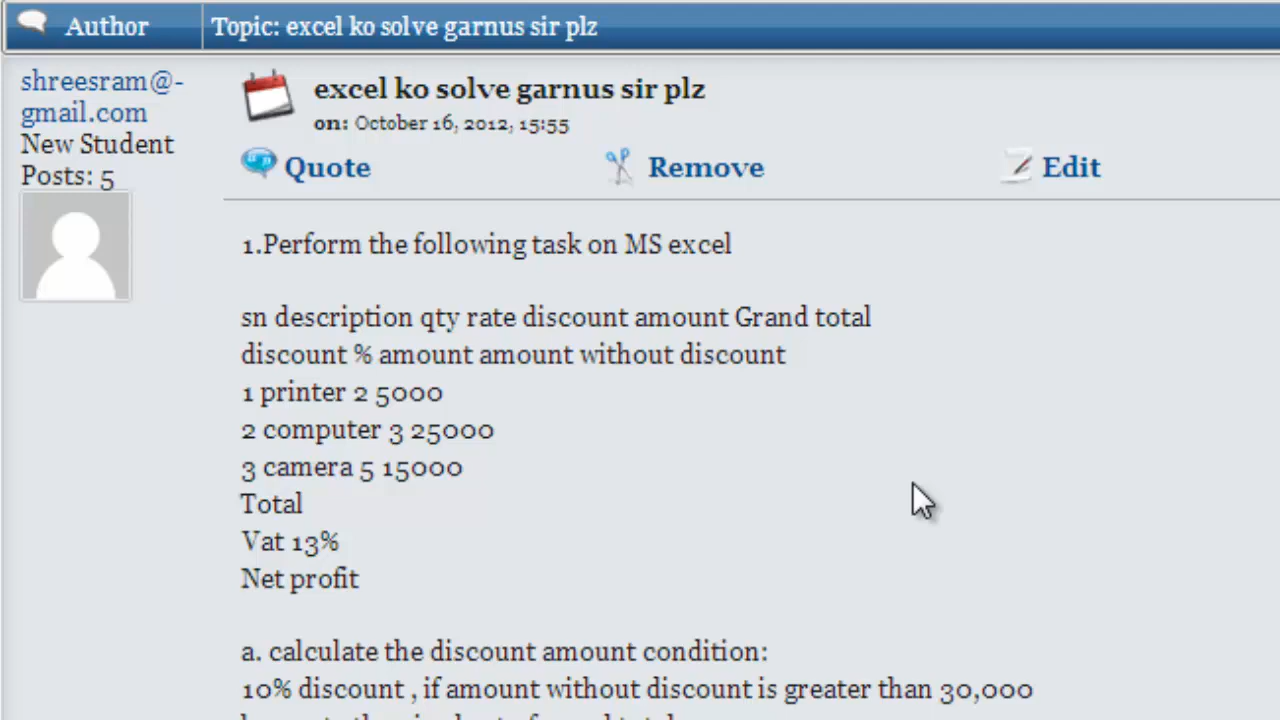 Author
Topic: excel ko solve garnus sir plz
shreesram@-
gmail.com
New Student
Posts: 5
excel ko solve garnus sir plz
on: October 16, 2012, 15:55
Quote
Remove
Edit
1.Perform the following task on MS excel
sn description qty rate discount amount Grand total
discount % amount amount without discount
1 printer 2 5000
2 computer 3 25000
3 camera 5 15000
Total
Vat 13%
Net profit
a. calculate the discount amount condition:
10% discount , if amount without discount is greater than 30,000